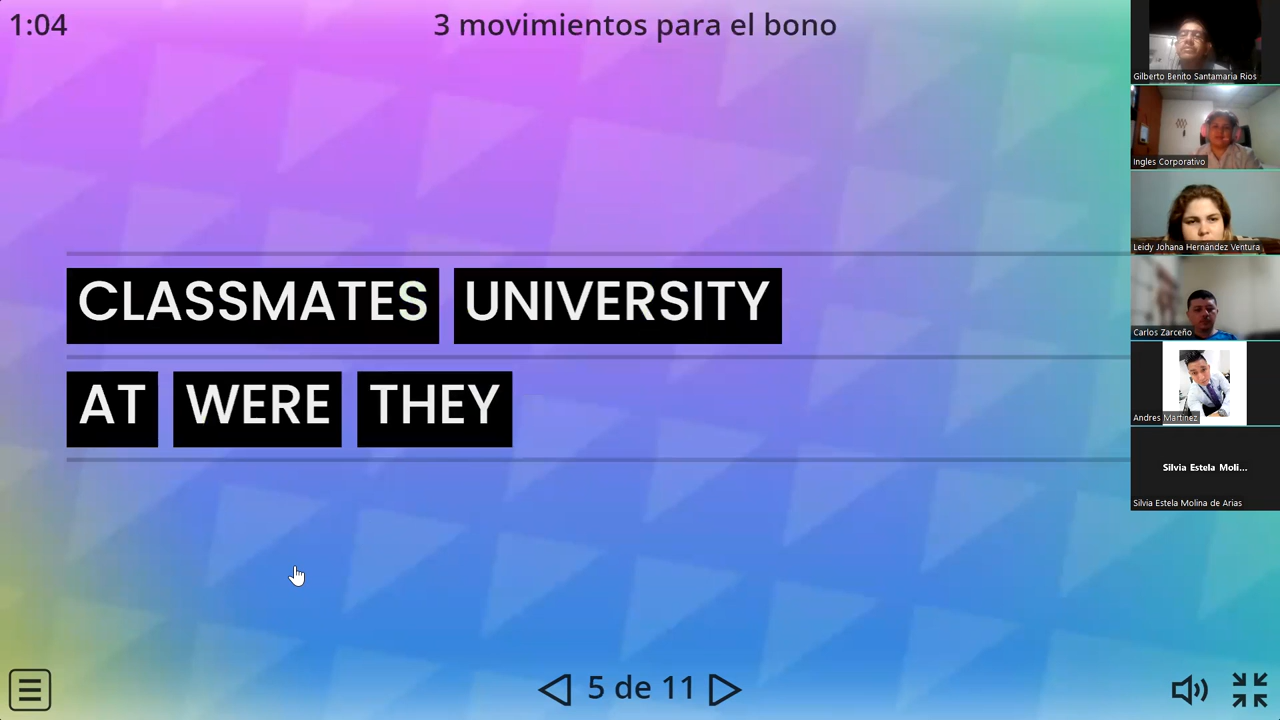 1:04
3 movimientos para el bono
CLASSMATES UNIVERSITY
AT WERE THEY
5 de 11
Gilberto Benito Santamaria Rios
Ingles Corporativo
Leidy Johana Hernández Ventura
Carlos Zarceño
Andres Martinez
Silvia Estela Moli...
Silvia Estela Molina de Arias